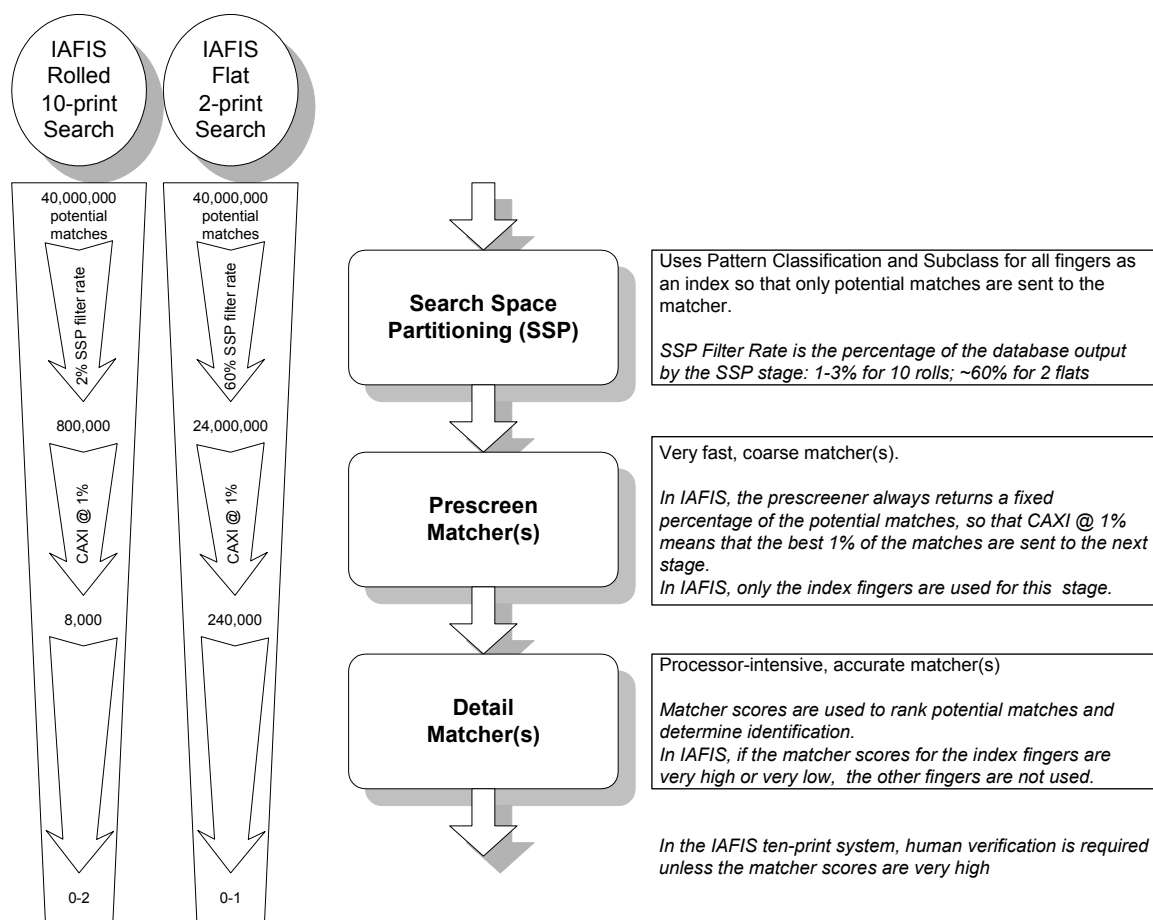 IAFIS
Rolled
10-print
Search
IAFIS
Flat
2-print
Search
40,000,000
potential
matches
2% SSP filter rate
800,000
CAXI @ 1%
8,000
0-2
40,000,000
potential
matches
60% SSP filter rate
24,000,000
CAXI @ 1%
240,000
0-1
Search Space
Partitioning (SSP)
Uses Pattern Classification and Subclass for all fingers as
an index so that only potential matches are sent to the
matcher.
SSP Filter Rate is the percentage of the database output
by the SSP stage: 1-3% for 10 rolls; ~60% for 2 flats
Prescreen
Matcher(s)
Very fast, coarse matcher(s).
In IAFIS, the prescreener always returns a fixed
percentage of the potential matches, so that CAXI @ 1%
means that the best 1% of the matches are sent to the next
stage.
In IAFIS, only the index fingers are used for this stage.
Detail
Matcher(s)
Processor-intensive, accurate matcher(s)
Matcher scores are used to rank potential matches and
determine identification.
In IAFIS, if the matcher scores for the index fingers are
very high or very low, the other fingers are not used.
In the IAFIS ten-print system, human verification is required
unless the matcher scores are very high